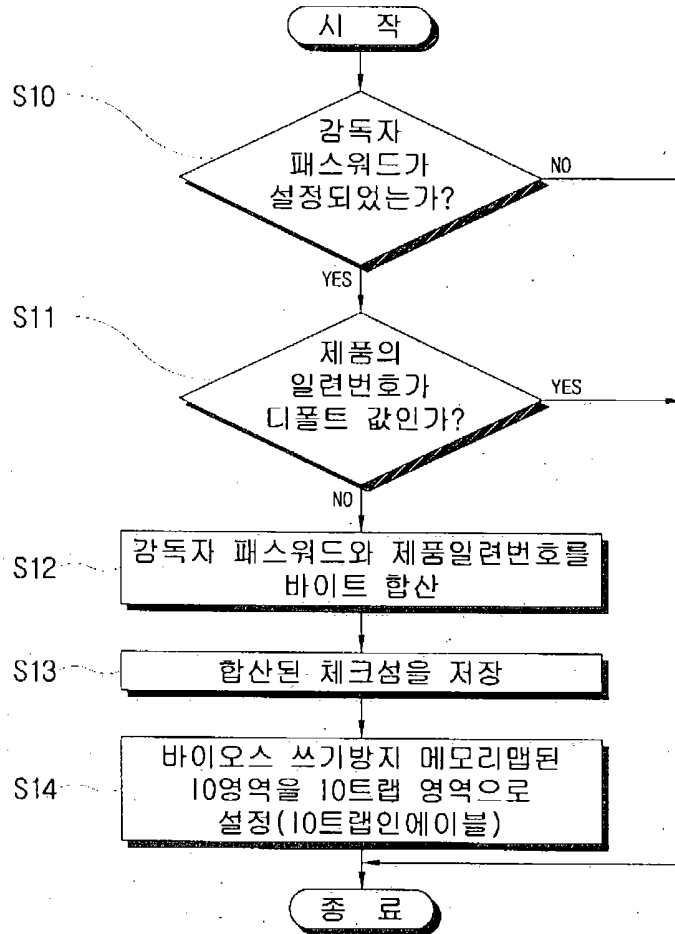 시 작
S10
감독자
패스워드가
설정되었는가?
NO
YES
S11
제품의
일련번호가
디폴트 값인가?
YES
NO
S12
감독자 패스워드와 제품일련번호를
바이트 합산
S13
합산된 체크섬을 저장
S14
바이오스 쓰기방지 메모리맵된
IO영역을 IO트랩 영역으로
설정(IO트랩인에이블)
종 료